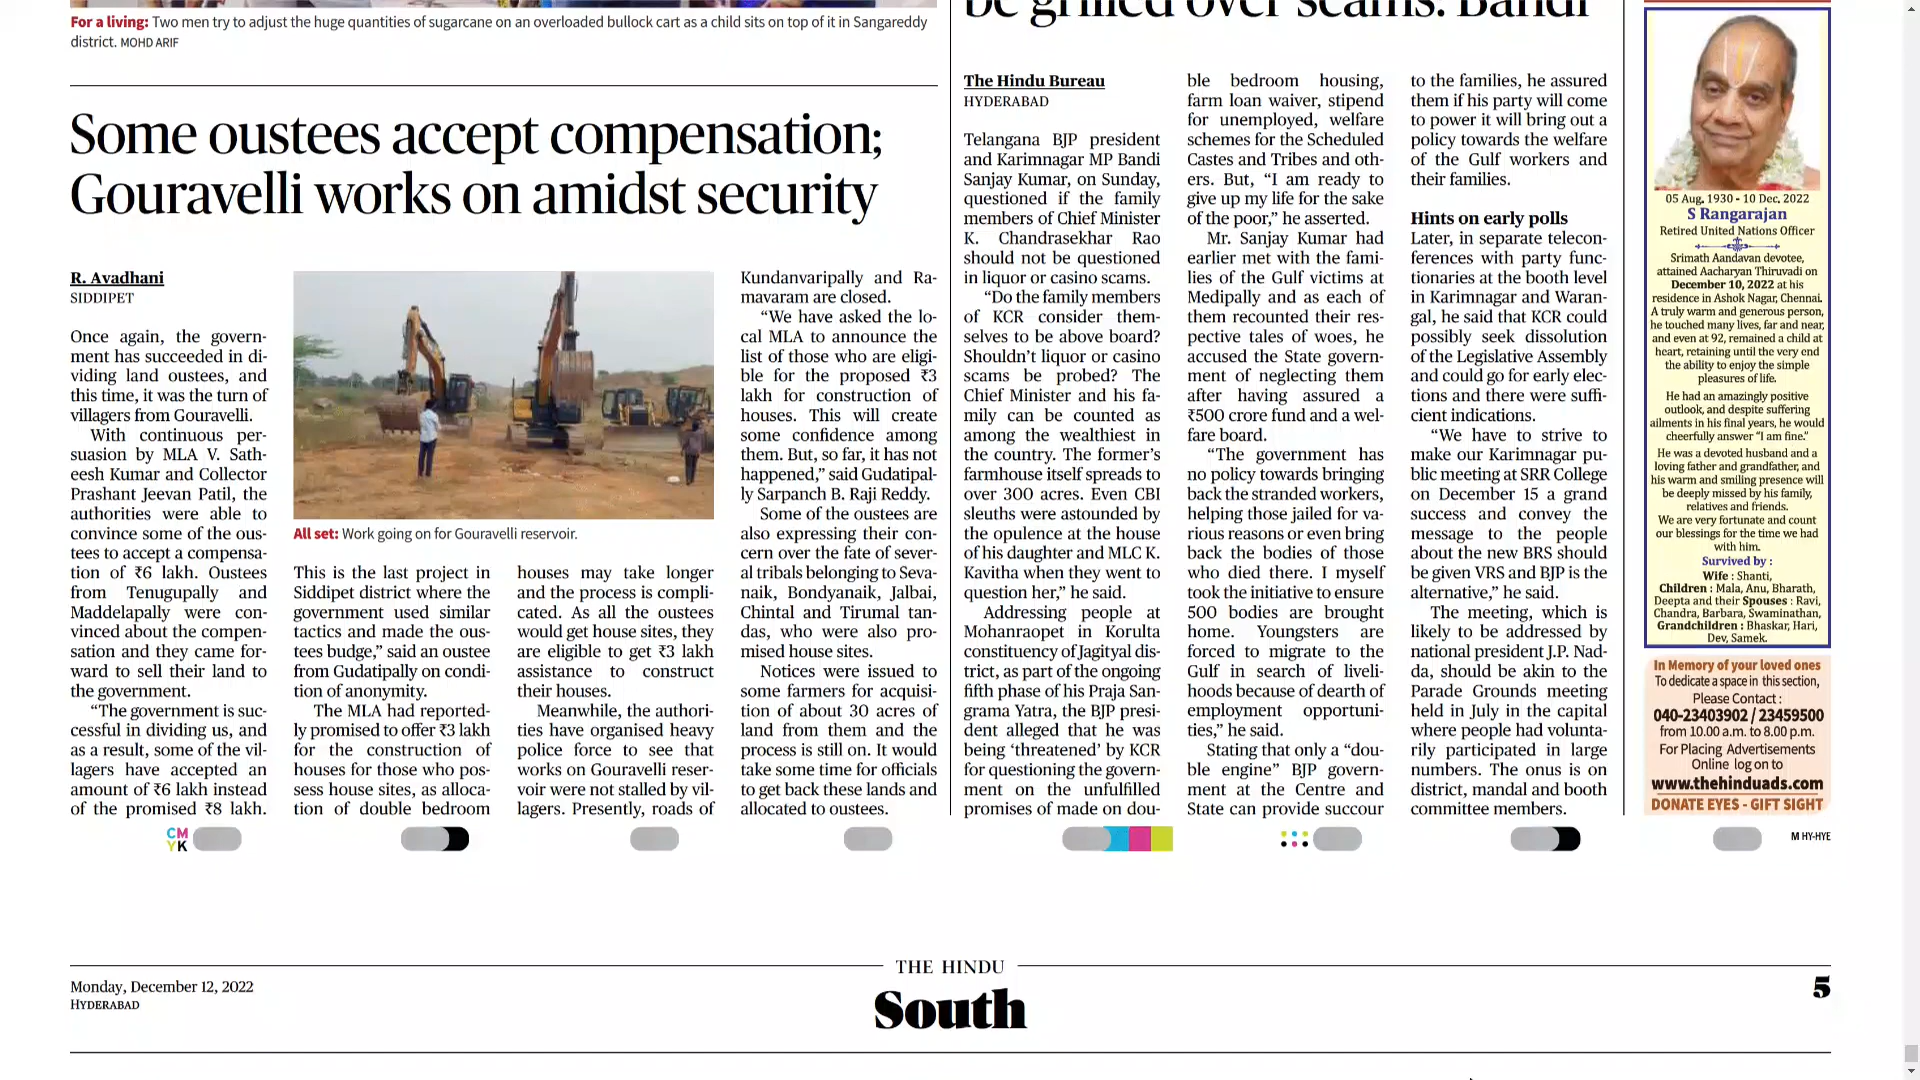 For a living: Two men try to adjust the huge quantities of sugarcane on an overloaded bullock cart as a child sits on top of it in Sangareddy
district. MOHD ARIF
Some oustees accept compensation;
Gouravelli works on amidst security
R. Avadhani
SIDDIPET
Once again, the govern-
ment has succeeded in di-
viding land oustees, and
this time, it was the turn of
villagers from Gouravelli.
With continuous per-
suasion by MLA V. Sath-
eesh Kumar and Collector
Prashant Jeevan Patil, the
authorities were able to
convince some of the ous-
tees to accept a compensa-
tion of ₹6 lakh. Oustees
from Tenugupally and
Maddelapally were con-
vinced about the compen-
sation and they came for-
ward to sell their land to
the government.
“The government is suc-
cessful in dividing us, and
as a result, some of the vil-
lagers have accepted an
amount of ₹6 lakh instead
of the promised ₹8 lakh.
All set: Work going on for Gouravelli reservoir.
This is the last project in
Siddipet district where the
government used similar
tactics and made the ous-
tees budge,” said an oustee
from Gudatipally on condi-
tion of anonymity.
The MLA had reported-
ly promised to offer ₹3 lakh
for the construction of
houses for those who pos-
sess house sites, as alloca-
tion of double bedroom
houses may take longer
and the process is compli-
cated. As all the oustees
would get house sites, they
are eligible to get ₹3 lakh
assistance to construct
their houses.
Meanwhile, the authori-
ties have organised heavy
police force to see that
works on Gouravelli reser-
voir were not stalled by vil-
lagers. Presently, roads of
Kundanvaripally and Ra-
mavaram are closed.
“We have asked the lo-
cal MLA to announce the
list of those who are eligi-
ble for the proposed ₹3
lakh for construction of
houses. This will create
some confidence among
them. But, so far, it has not
happened,” said Gudatipal-
ly Sarpanch B. Raji Reddy.
Some of the oustees are
also expressing their con-
cern over the fate of sever-
al tribals belonging to Seva-
naik, Bondyanaik, Jalbai,
Chintal and Tirumal tan-
das, who were also pro-
mised house sites.
Notices were issued to
some farmers for acquisi-
tion of about 30 acres of
land from them and the
process is still on. It would
take some time for officials
to get back these lands and
allocated to oustees.
be grilled over scams: Bandi
The Hindu Bureau
HYDERABAD
Telangana BJP president
and Karimnagar MP Bandi
Sanjay Kumar, on Sunday,
questioned if the family
members of Chief Minister
K. Chandrasekhar Rao
should not be questioned
in liquor or casino scams.
“Do the family members
of KCR consider them-
selves to be above board?
Shouldn’t liquor or casino
scams be probed? The
Chief Minister and his fa-
mily can be counted as
among the wealthiest in
the country. The former’s
farmhouse itself spreads to
over 300 acres. Even CBI
sleuths were astounded by
the opulence at the house
of his daughter and MLC K.
Kavitha when they went to
question her,” he said.
Addressing people at
Mohanraopet in Korulta
constituency of Jagityal dis-
trict, as part of the ongoing
fifth phase of his Praja San-
grama Yatra, the BJP presi-
dent alleged that he was
being ‘threatened’ by KCR
for questioning the govern-
ment on the unfulfilled
promises of made on dou-
ble bedroom housing,
farm loan waiver, stipend
for unemployed, welfare
schemes for the Scheduled
Castes and Tribes and oth-
ers. But, “I am ready to
give up my life for the sake
of the poor,” he asserted.
Mr. Sanjay Kumar had
earlier met with the fami-
lies of the Gulf victims at
Medipally and as each of
them recounted their res-
pective tales of woes, he
accused the State govern-
ment of neglecting them
after having assured a
₹500 crore fund and a wel-
fare board.
“The government has
no policy towards bringing
back the stranded workers,
helping those jailed for va-
rious reasons or even bring
back the bodies of those
who died there. I myself
took the initiative to ensure
500 bodies are brought
home. Youngsters are
forced to migrate to the
Gulf in search of liveli-
hoods because of dearth of
employment opportuni-
ties,” he said.
Stating that only a “dou-
ble engine” BJP govern-
ment at the Centre and
State can provide succour
to the families, he assured
them if his party will come
to power it will bring out a
policy towards the welfare
of the Gulf workers and
their families.
Hints on early polls
Later, in separate telecon-
ferences with party func-
tionaries at the booth level
in Karimnagar and Waran-
gal, he said that KCR could
possibly seek dissolution
of the Legislative Assembly
and could go for early elec-
tions and there were suffi-
cient indications.
“We have to strive to
make our Karimnagar pu-
blic meeting at SRR College
on December 15 a grand
success and convey the
message to the people
about the new BRS should
be given VRS and BJP is the
alternative,” he said.
The meeting, which is
likely to be addressed by
national president J.P. Nad-
da, should be akin to the
Parade Grounds meeting
held in July in the capital
where people had volunta-
rily participated in large
numbers. The onus is on
district, mandal and booth
committee members.
05 Aug. 1930 - 10 Dec. 2022
S Rangarajan
Retired United Nations Officer
Srimath Aandavan devotee,
attained Aacharyan Thiruvadi on
December 10, 2022 at his
residence in Ashok Nagar, Chennai.
A truly warm and generous person,
he touched many lives, far and near,
and even at 92, remained a child at
heart, retaining until the very end
the ability to enjoy the simple
pleasures of life.
He had an amazingly positive
outlook, and despite suffering
ailments in his final years, he would
cheerfully answer “I am fine.”
He was a devoted husband and a
loving father and grandfather, and
his warm and smiling presence will
be deeply missed by his family,
relatives and friends.
We are very fortunate and count
our blessings for the time we had
with him.
Survived by :
Wife : Shanti,
Children : Mala, Anu, Bharath,
Deepta and their Spouses : Ravi,
Chandra, Barbara, Swaminathan,
Grandchildren : Bhaskar, Hari,
Dev, Samek.
In Memory of your loved ones
To dedicate a space in this section,
Please Contact :
040-23403902 / 23459500
from 10.00 a.m. to 8.00 p.m.
For Placing Advertisements
Online log on to
www.thehinduads.com
DONATE EYES - GIFT SIGHT
CM
YK
M HY-HYE
THE HINDU
Monday, December 12, 2022
HYDERABAD
South
5